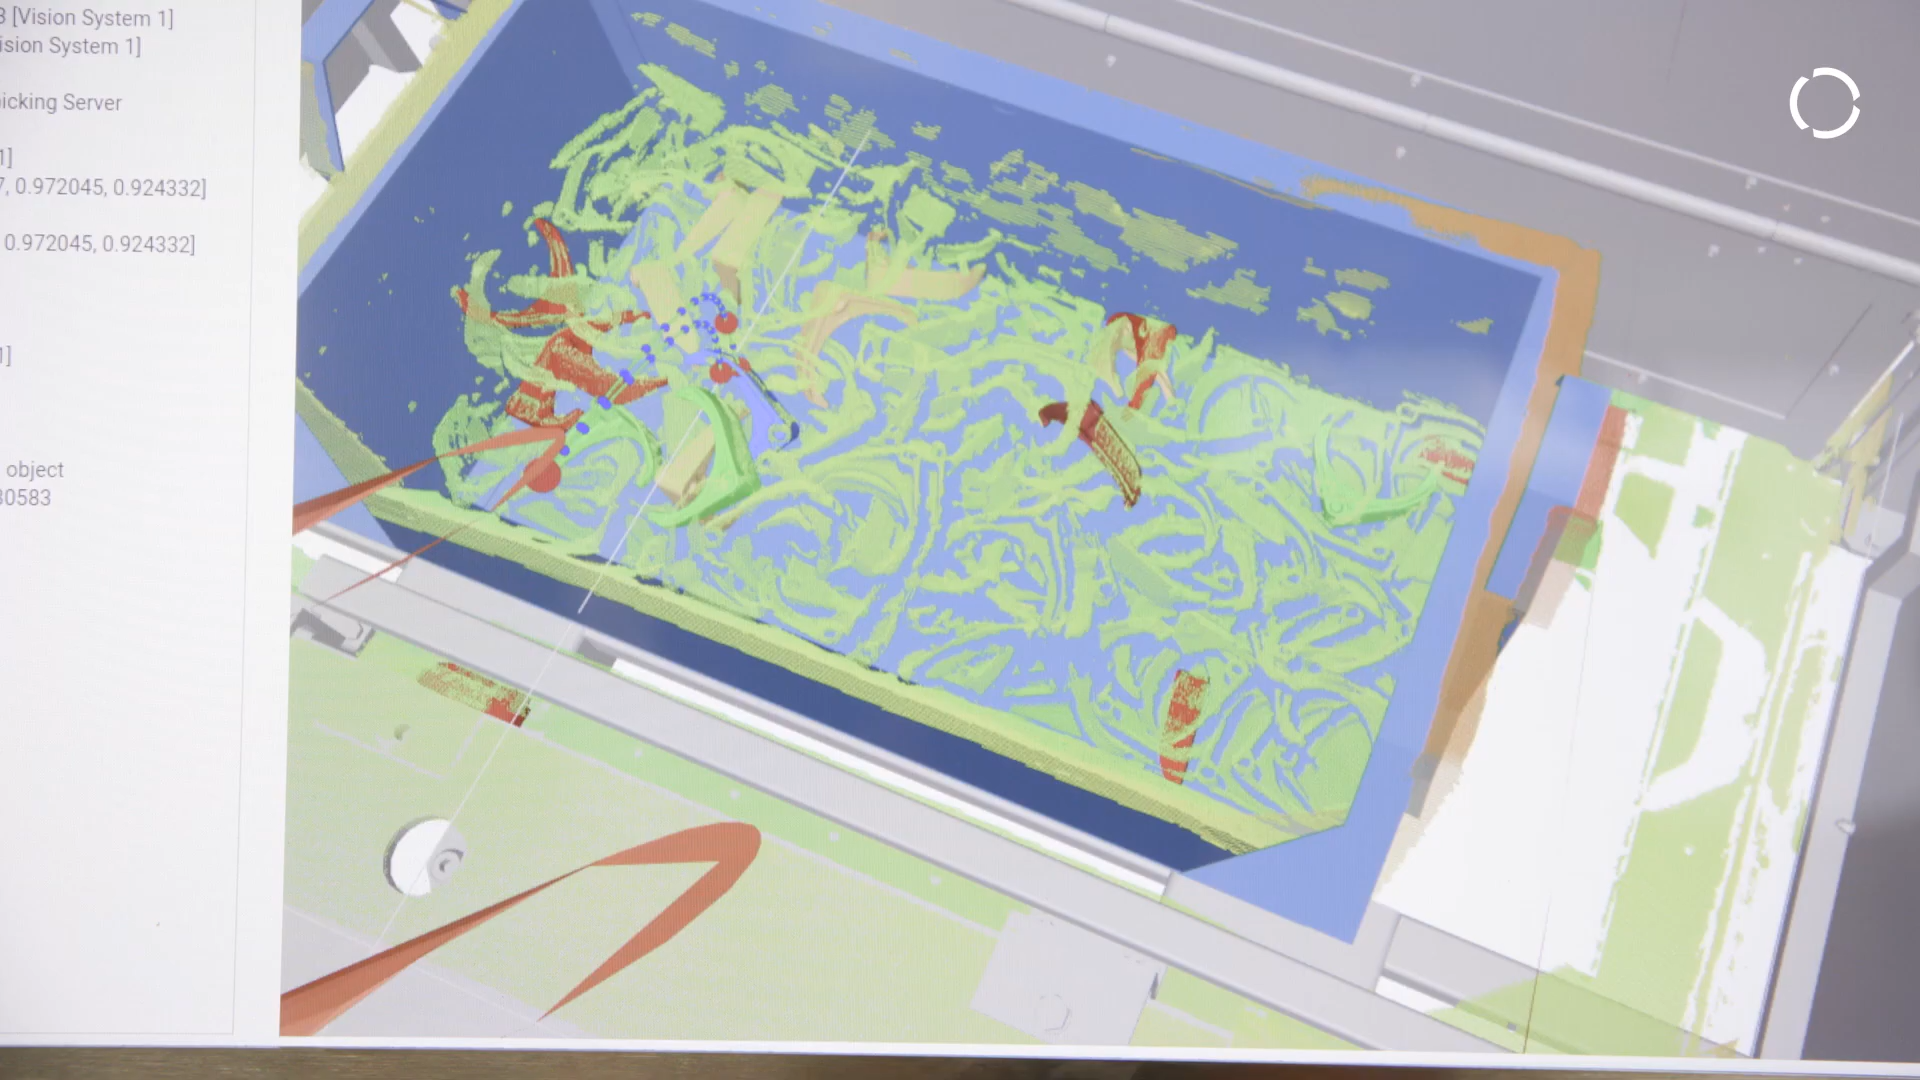 3 [Vision System 1]
ision System 1]
icking Server
1]
7, 0.972045, 0.924332]
0.972045, 0.924332]
1]
object
30583